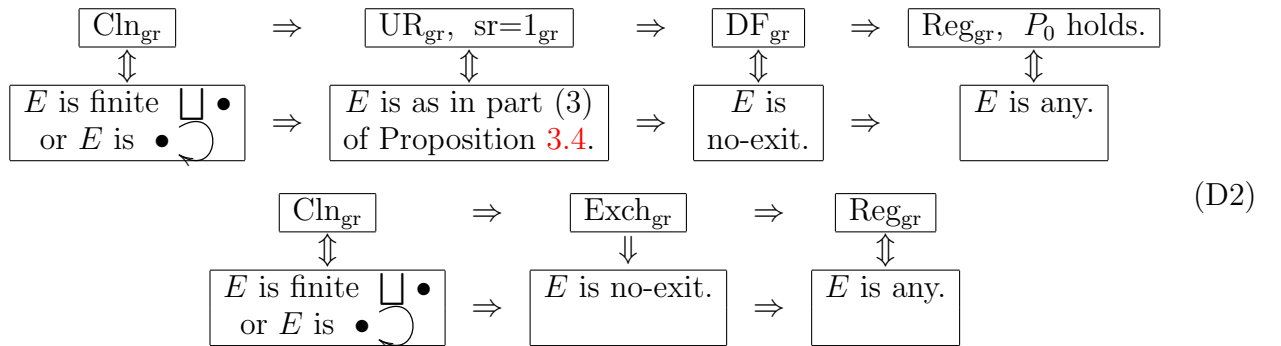 Cln_gr ⇒ UR_gr, sr=1_gr ⇒ DF_gr ⇒ Reg_gr, P_0 holds.
⇕ ⇕ ⇕ ⇕
E is finite ⨆ • ⇒ E is as in part (3) ⇒ E is ⇒ E is any.
or E is • of Proposition 3.4. no-exit.
(D2)
Cln_gr ⇒ Exch_gr ⇒ Reg_gr
⇕ ⇓ ⇕
E is finite ⨆ • ⇒ E is no-exit. ⇒ E is any.
or E is •